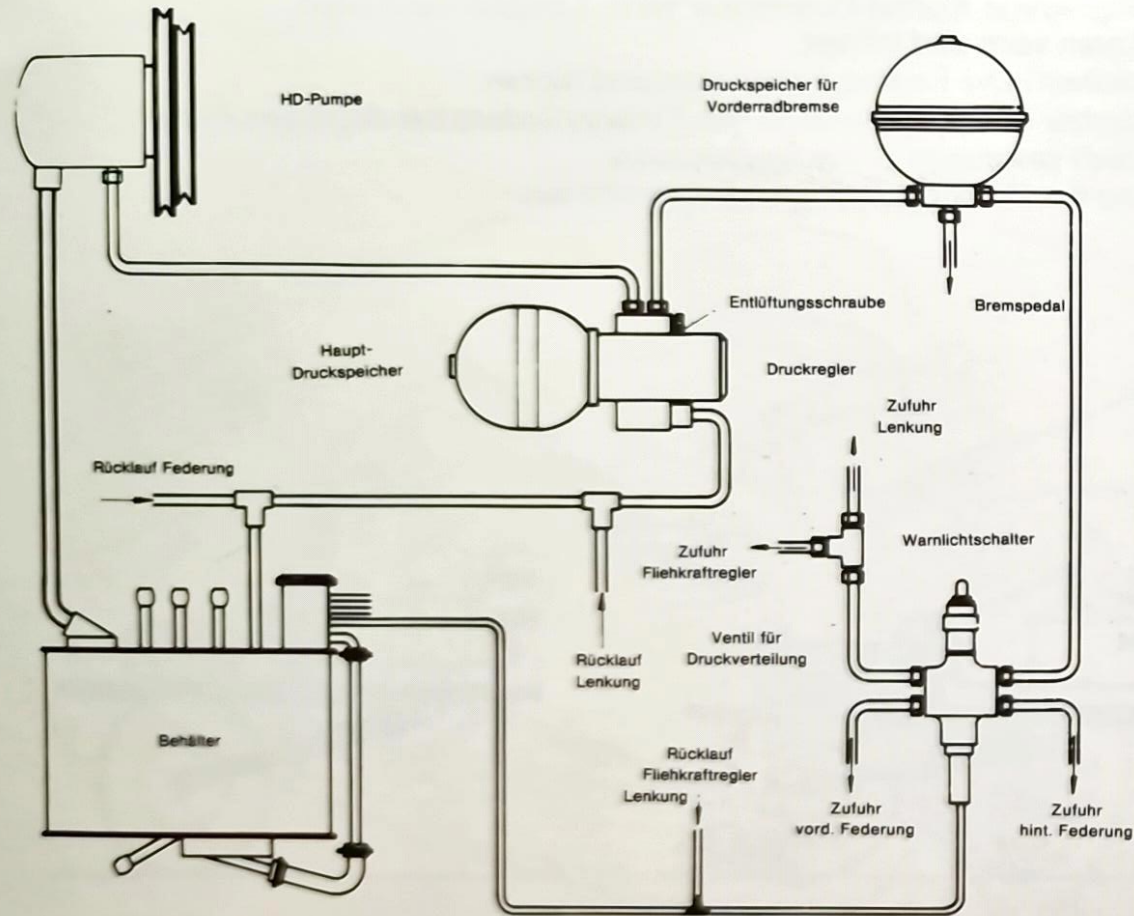 HD-Pumpe
Druckspeicher für
Vorderradbremse
Entlüftungsschraube
Bremspedal
Haupt-
Druckspeicher
Druckregler
Zufuhr
Lenkung
Rücklauf Federung
Zufuhr
Fliehkraftregler
Warnlichtschalter
Ventil für
Druckverteilung
Rücklauf
Lenkung
Behälter
Rücklauf
Fliehkraftregler
Lenkung
Zufuhr
vord. Federung
Zufuhr
hint. Federung